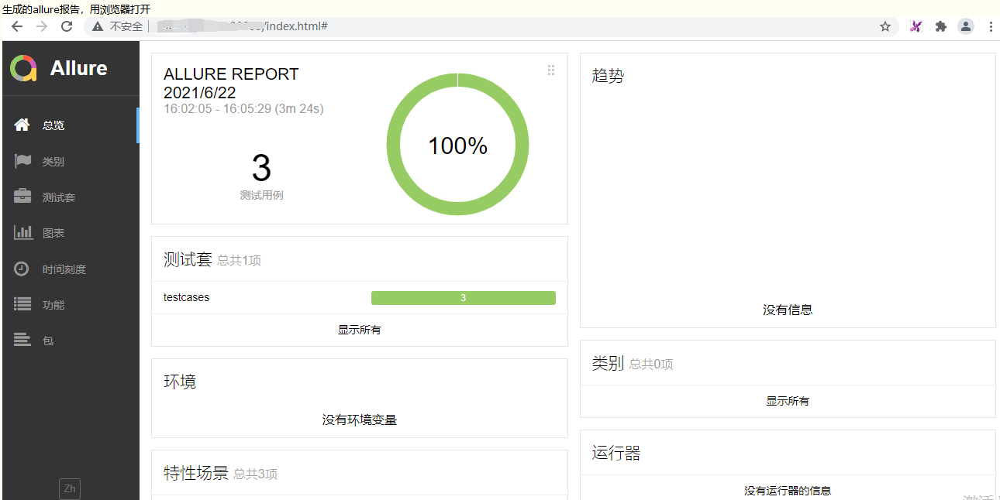 生成的allure报告，用浏览器打开
不安全 /index.html#
Allure
总览
类别
测试套
图表
时间刻度
功能
包
Zh
ALLURE REPORT
2021/6/22
16:02:05 - 16:05:29 (3m 24s)
3
测试用例
100%
测试套 总共1项
testcases 3
显示所有
环境
没有环境变量
特性场景 总共3项
趋势
没有信息
类别 总共0项
显示所有
运行器
没有运行器的信息